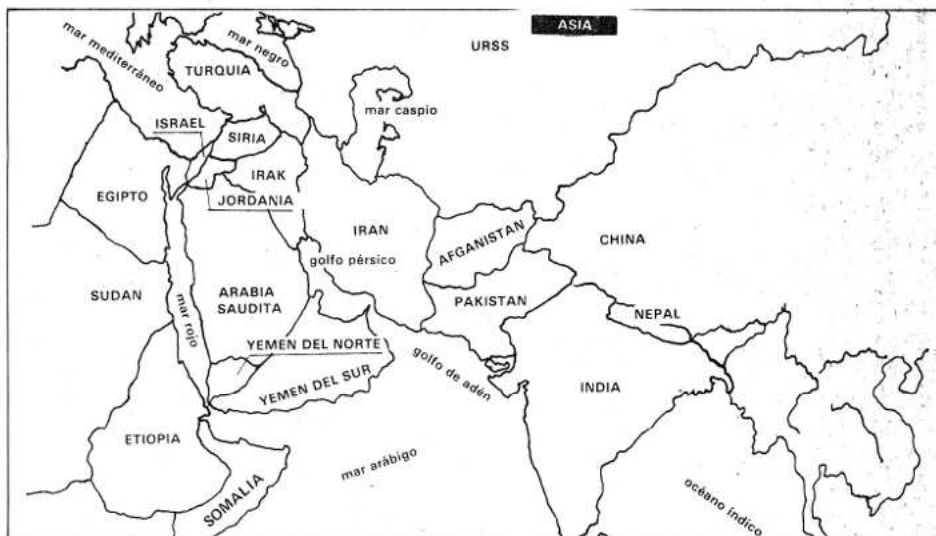 ASIA
URSS
mar negro
mar mediterráneo
TURQUIA
mar caspio
ISRAEL
SIRIA
IRAK
EGIPTO
JORDANIA
IRAN
AFGANISTAN
CHINA
golfo pérsico
SUDAN
mar rojo
ARABIA
SAUDITA
PAKISTAN
NEPAL
YEMEN DEL NORTE
golfo de adén
YEMEN DEL SUR
INDIA
ETIOPIA
mar arábigo
SOMALIA
océano índico